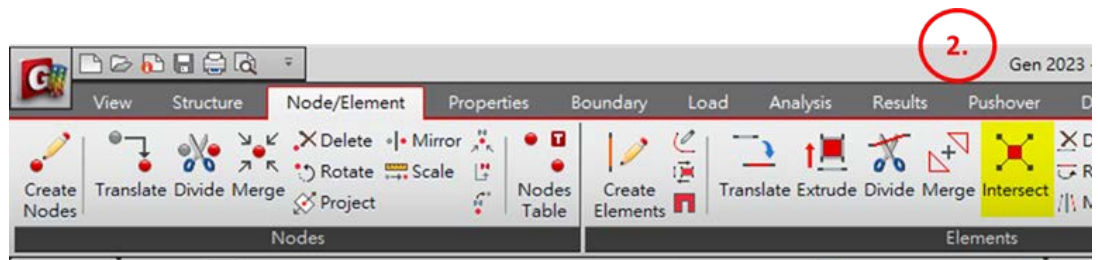 2.
Gen 2023 -
View Structure Node/Element Properties Boundary Load Analysis Results Pushover D
Delete Mirror
Rotate Scale
Project
Create Nodes
Translate Divide Merge
Nodes Table
Create Elements
Translate Extrude Divide Merge Intersect
D
R
M
Nodes
Elements